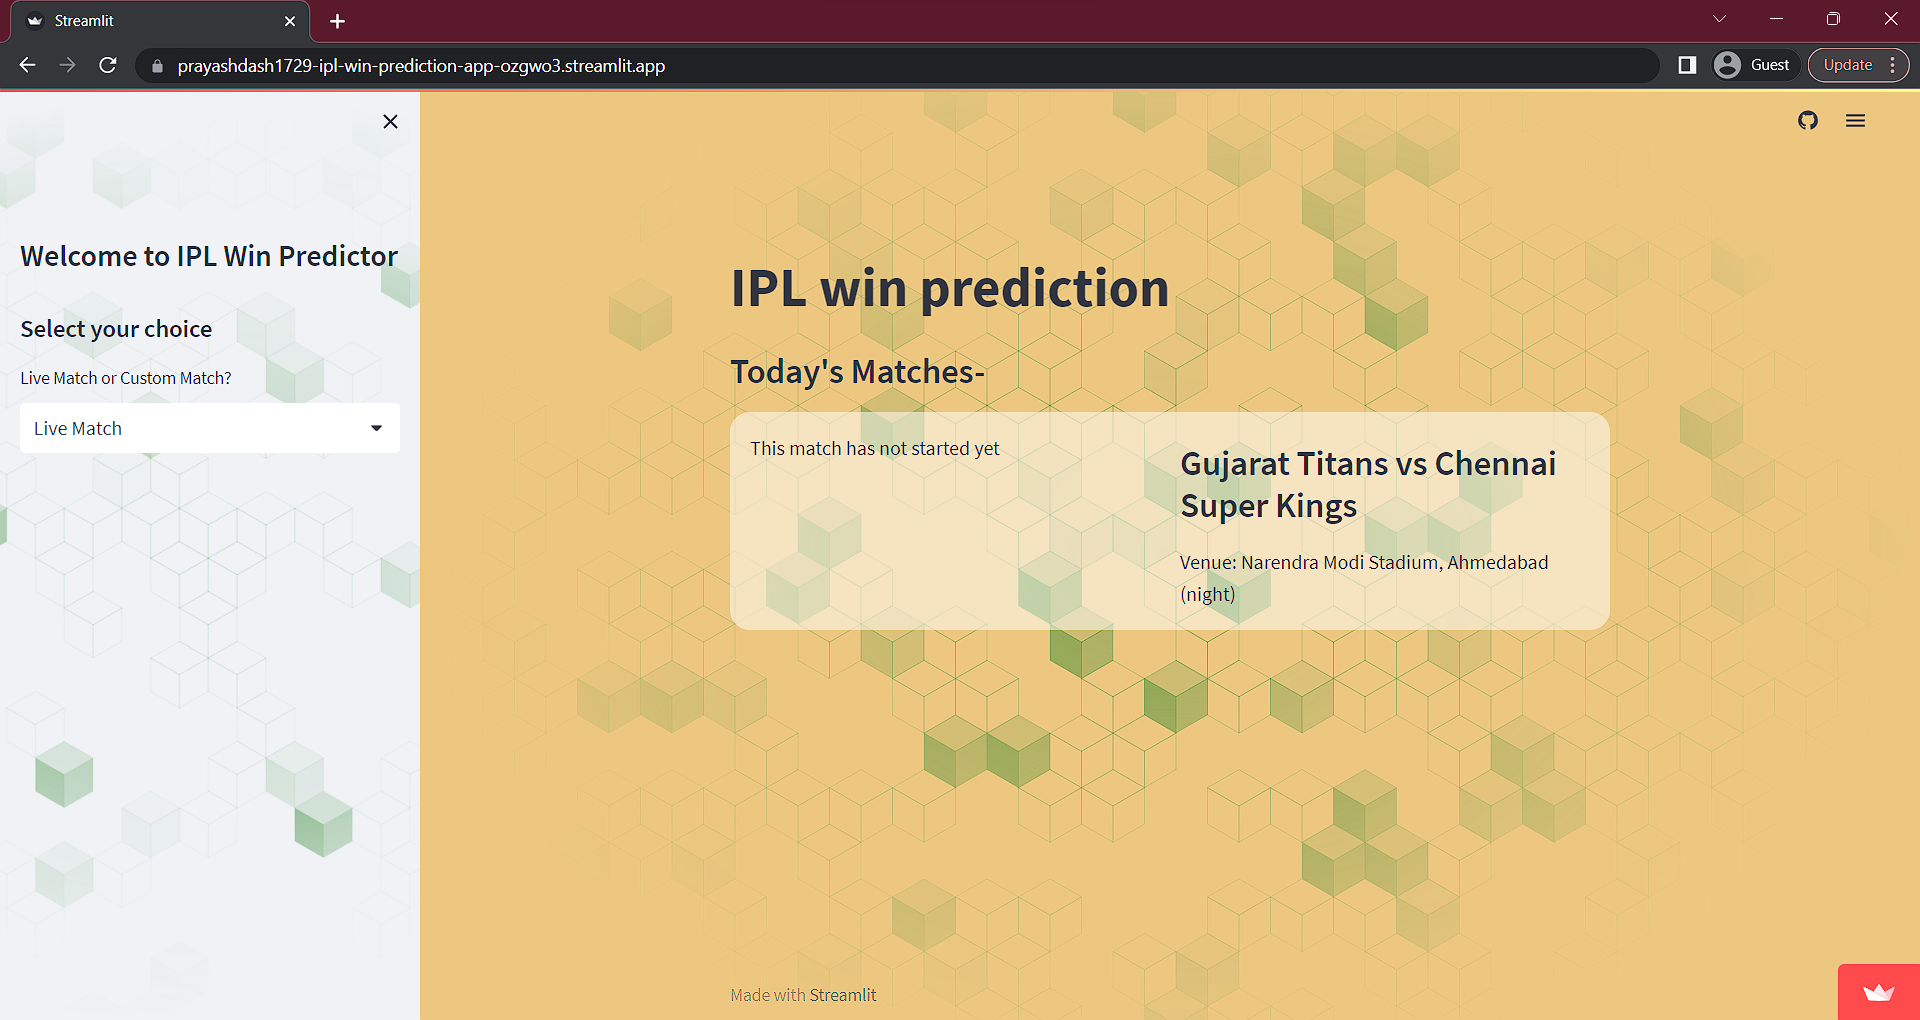 Streamlit
prayashdash1729-ipl-win-prediction-app-ozgwo3.streamlit.app
Guest
Update
Welcome to IPL Win Predictor
Select your choice
Live Match or Custom Match?
Live Match
IPL win prediction
Today's Matches-
This match has not started yet
Gujarat Titans vs Chennai
Super Kings
Venue: Narendra Modi Stadium, Ahmedabad
(night)
Made with Streamlit